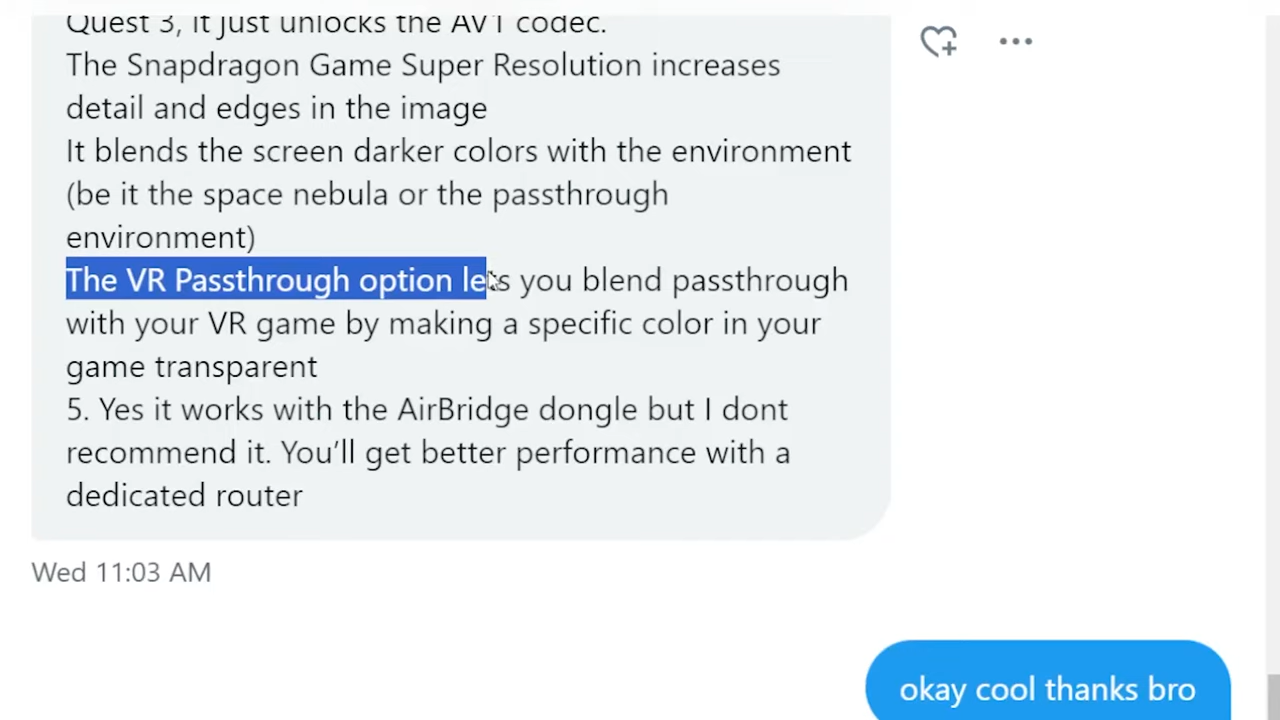 Quest 3, it just unlocks the AV1 codec.
The Snapdragon Game Super Resolution increases
detail and edges in the image
It blends the screen darker colors with the environment
(be it the space nebula or the passthrough
environment)
The VR Passthrough option lets you blend passthrough
with your VR game by making a specific color in your
game transparent
5. Yes it works with the AirBridge dongle but I dont
recommend it. You’ll get better performance with a
dedicated router
Wed 11:03 AM
okay cool thanks bro